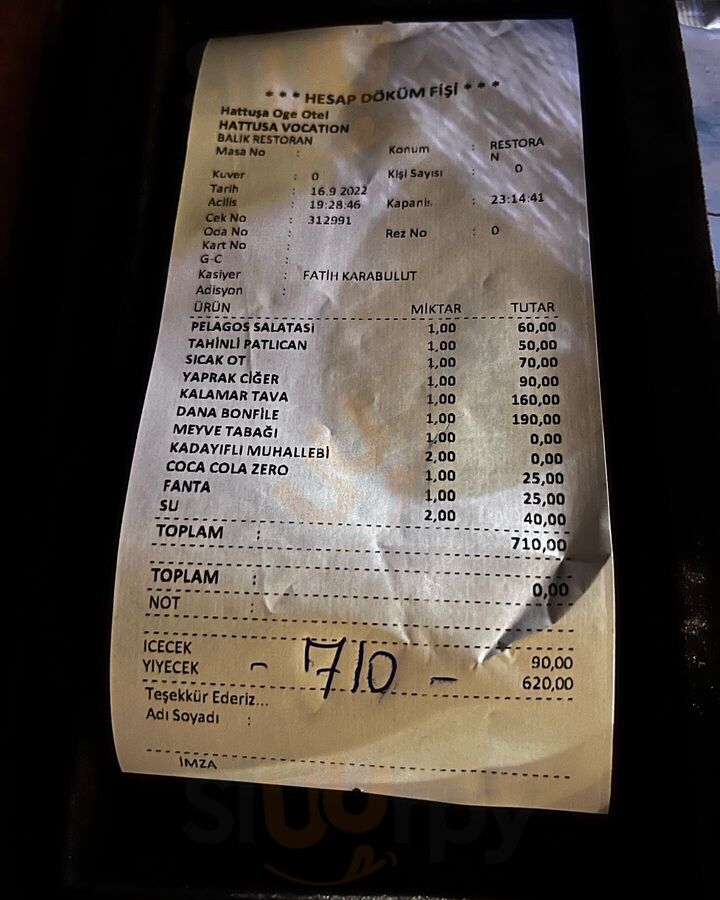 * * * HESAP DÖKÜM FİŞİ * * *
Hattuşa Oge Otel
HATTUSA VOCATION
BALIK RESTORAN
Masa No : Konum : RESTORA
N
Kuver : 0 Kişi Sayısı : 0
Tarih : 16.9 2022
Acilis : 19:28:46 Kapanis : 23:14:41
Cek No : 312991
Oda No : Rez No : 0
Kart No :
G-C :
Kasiyer : FATİH KARABULUT
Adisyon :
ÜRÜN MİKTAR TUTAR
PELAGOS SALATASI 1,00 60,00
TAHİNLİ PATLICAN 1,00 50,00
SICAK OT 1,00 70,00
YAPRAK CİĞER 1,00 90,00
KALAMAR TAVA 1,00 160,00
DANA BONFİLE 1,00 190,00
MEYVE TABAĞI 1,00 0,00
KADAYIFLI MUHALLEBİ 2,00 0,00
COCA COLA ZERO 1,00 25,00
FANTA 1,00 25,00
SU 2,00 40,00
TOPLAM : 710,00
TOPLAM : 0,00
NOT :
İCECEK 90,00
YİYECEK 620,00
- 710 -
Teşekkür Ederiz...
Adı Soyadı :
İMZA
sluurpy